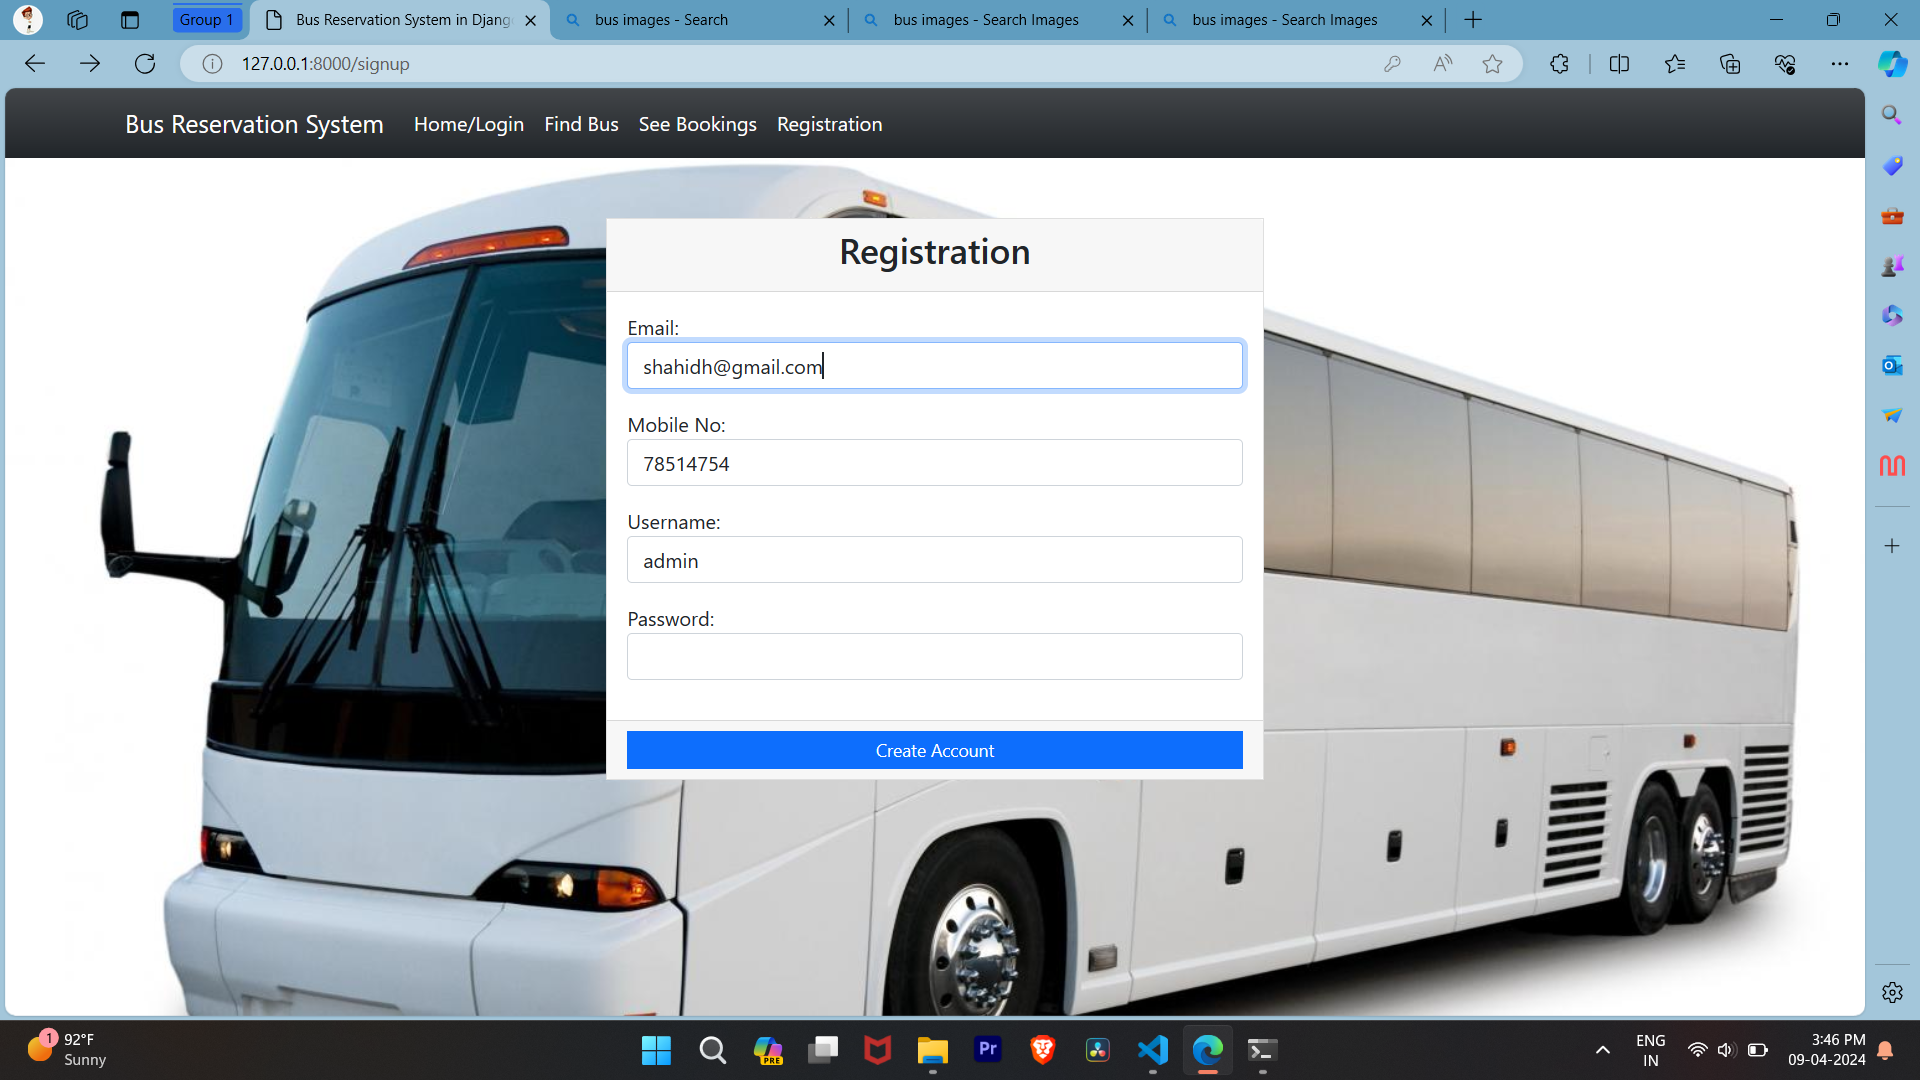 Group 1
Bus Reservation System in Djang
bus images - Search
bus images - Search Images
bus images - Search Images
127.0.0.1:8000/signup
Bus Reservation System
Home/Login
Find Bus
See Bookings
Registration
Registration
Email:
shahidh@gmail.com
Mobile No:
78514754
Username:
admin
Password:
Create Account
1
92°F
Sunny
PRE
Pr
ENG
IN
3:46 PM
09-04-2024